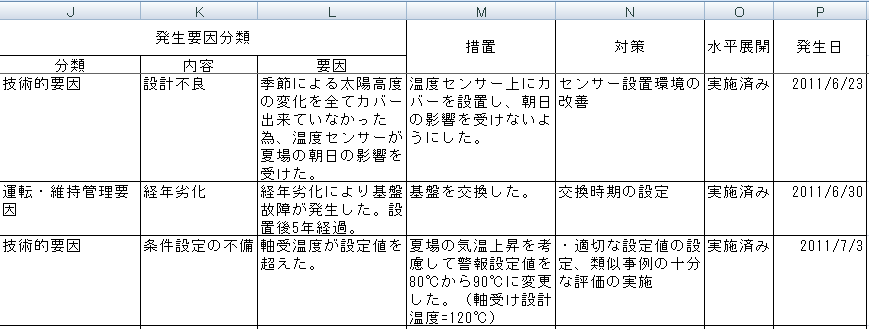 J K L M N O P
発生要因分類 措置 対策 水平展開 発生日
分類 内容 要因
技術的要因 設計不良 季節による太陽高度 温度センサー上にカ センサー設置環境の 実施済み 2011/6/23
の変化を全てカバー バーを設置し、朝日 改善
出来ていなかった の影響を受けないよ
為、温度センサーが うにした。
夏場の朝日の影響を
受けた。
運転・維持管理要 経年劣化 経年劣化により基盤 基盤を交換した。 交換時期の設定 実施済み 2011/6/30
因 故障が発生した。設
置後5年経過。
技術的要因 条件設定の不備 軸受温度が設定値を 夏場の気温上昇を考 ・適切な設定値の設 実施済み 2011/7/3
超えた。 慮して警報設定値を 定、類似事例の十分
80℃から90℃に変更 な評価の実施
した。（軸受け設計
温度=120℃）